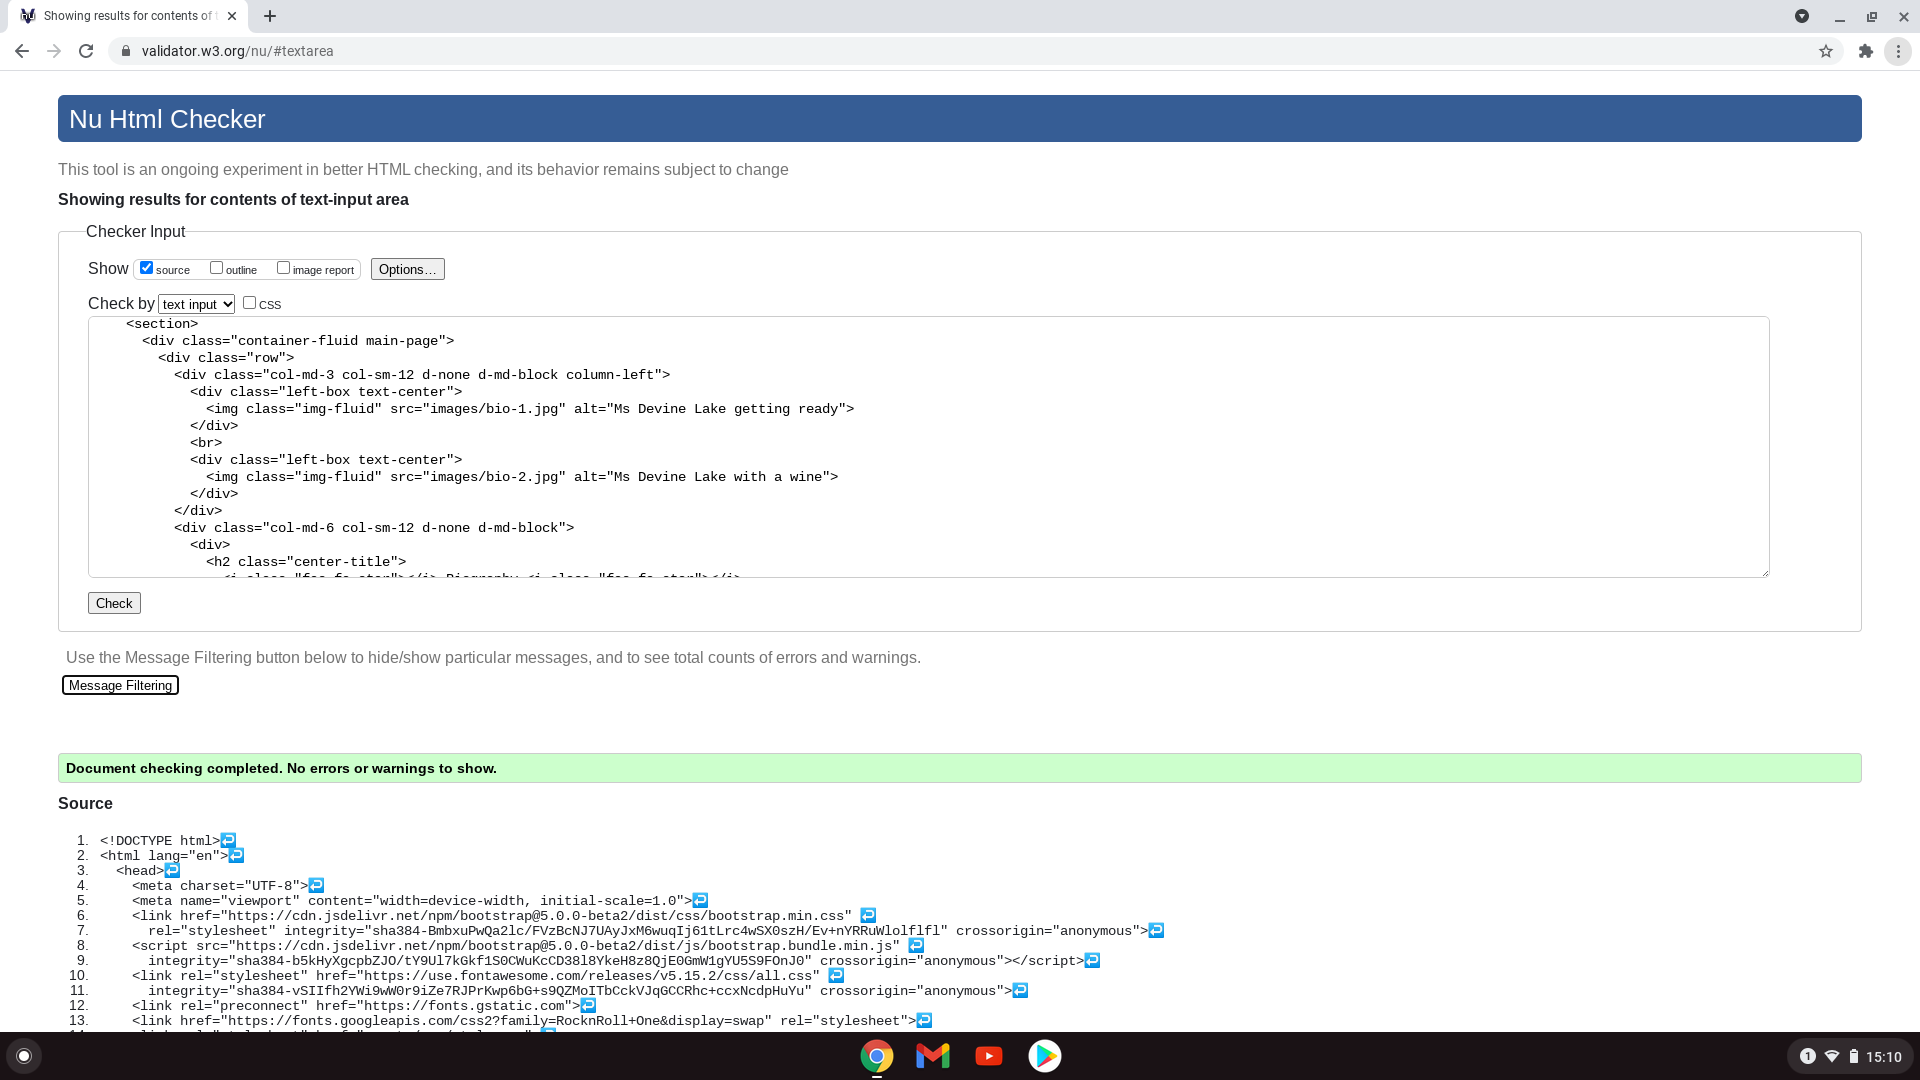 Showing results for contents of t
validator.w3.org/nu/#textarea
Nu Html Checker
This tool is an ongoing experiment in better HTML checking, and its behavior remains subject to change
Showing results for contents of text-input area
Checker Input
Show source outline image report Options...
Check by text input CSS
<section>
<div class="container-fluid main-page">
<div class="row">
<div class="col-md-3 col-sm-12 d-none d-md-block column-left">
<div class="left-box text-center">
<img class="img-fluid" src="images/bio-1.jpg" alt="Ms Devine Lake getting ready">
</div>
<br>
<div class="left-box text-center">
<img class="img-fluid" src="images/bio-2.jpg" alt="Ms Devine Lake with a wine">
</div>
</div>
<div class="col-md-6 col-sm-12 d-none d-md-block">
<div>
<h2 class="center-title">
Check
Use the Message Filtering button below to hide/show particular messages, and to see total counts of errors and warnings.
Message Filtering
Document checking completed. No errors or warnings to show.
Source
1. <!DOCTYPE html>
2. <html lang="en">
3. <head>
4. <meta charset="UTF-8">
5. <meta name="viewport" content="width=device-width, initial-scale=1.0">
6. <link href="https://cdn.jsdelivr.net/npm/bootstrap@5.0.0-beta2/dist/css/bootstrap.min.css"
7. rel="stylesheet" integrity="sha384-BmbxuPwQa2lc/FVzBcNJ7UAyJxM6wuqIj61tLrc4wSX0szH/Ev+nYRRuWlolflfl" crossorigin="anonymous">
8. <script src="https://cdn.jsdelivr.net/npm/bootstrap@5.0.0-beta2/dist/js/bootstrap.bundle.min.js"
9. integrity="sha384-b5kHyXgcpbZJO/tY9Ul7kGkf1S0CWuKcCD38l8YkeH8z8QjE0GmW1gYU5S9FOnJ0" crossorigin="anonymous"></script>
10. <link rel="stylesheet" href="https://use.fontawesome.com/releases/v5.15.2/css/all.css"
11. integrity="sha384-vSIIfh2YWi9wW0r9iZe7RJPrKwp6bG+s9QZMoITbCckVJqGCCRhc+ccxNcdpHuYu" crossorigin="anonymous">
12. <link rel="preconnect" href="https://fonts.gstatic.com">
13. <link href="https://fonts.googleapis.com/css2?family=RocknRoll+One&display=swap" rel="stylesheet">
1 15:10